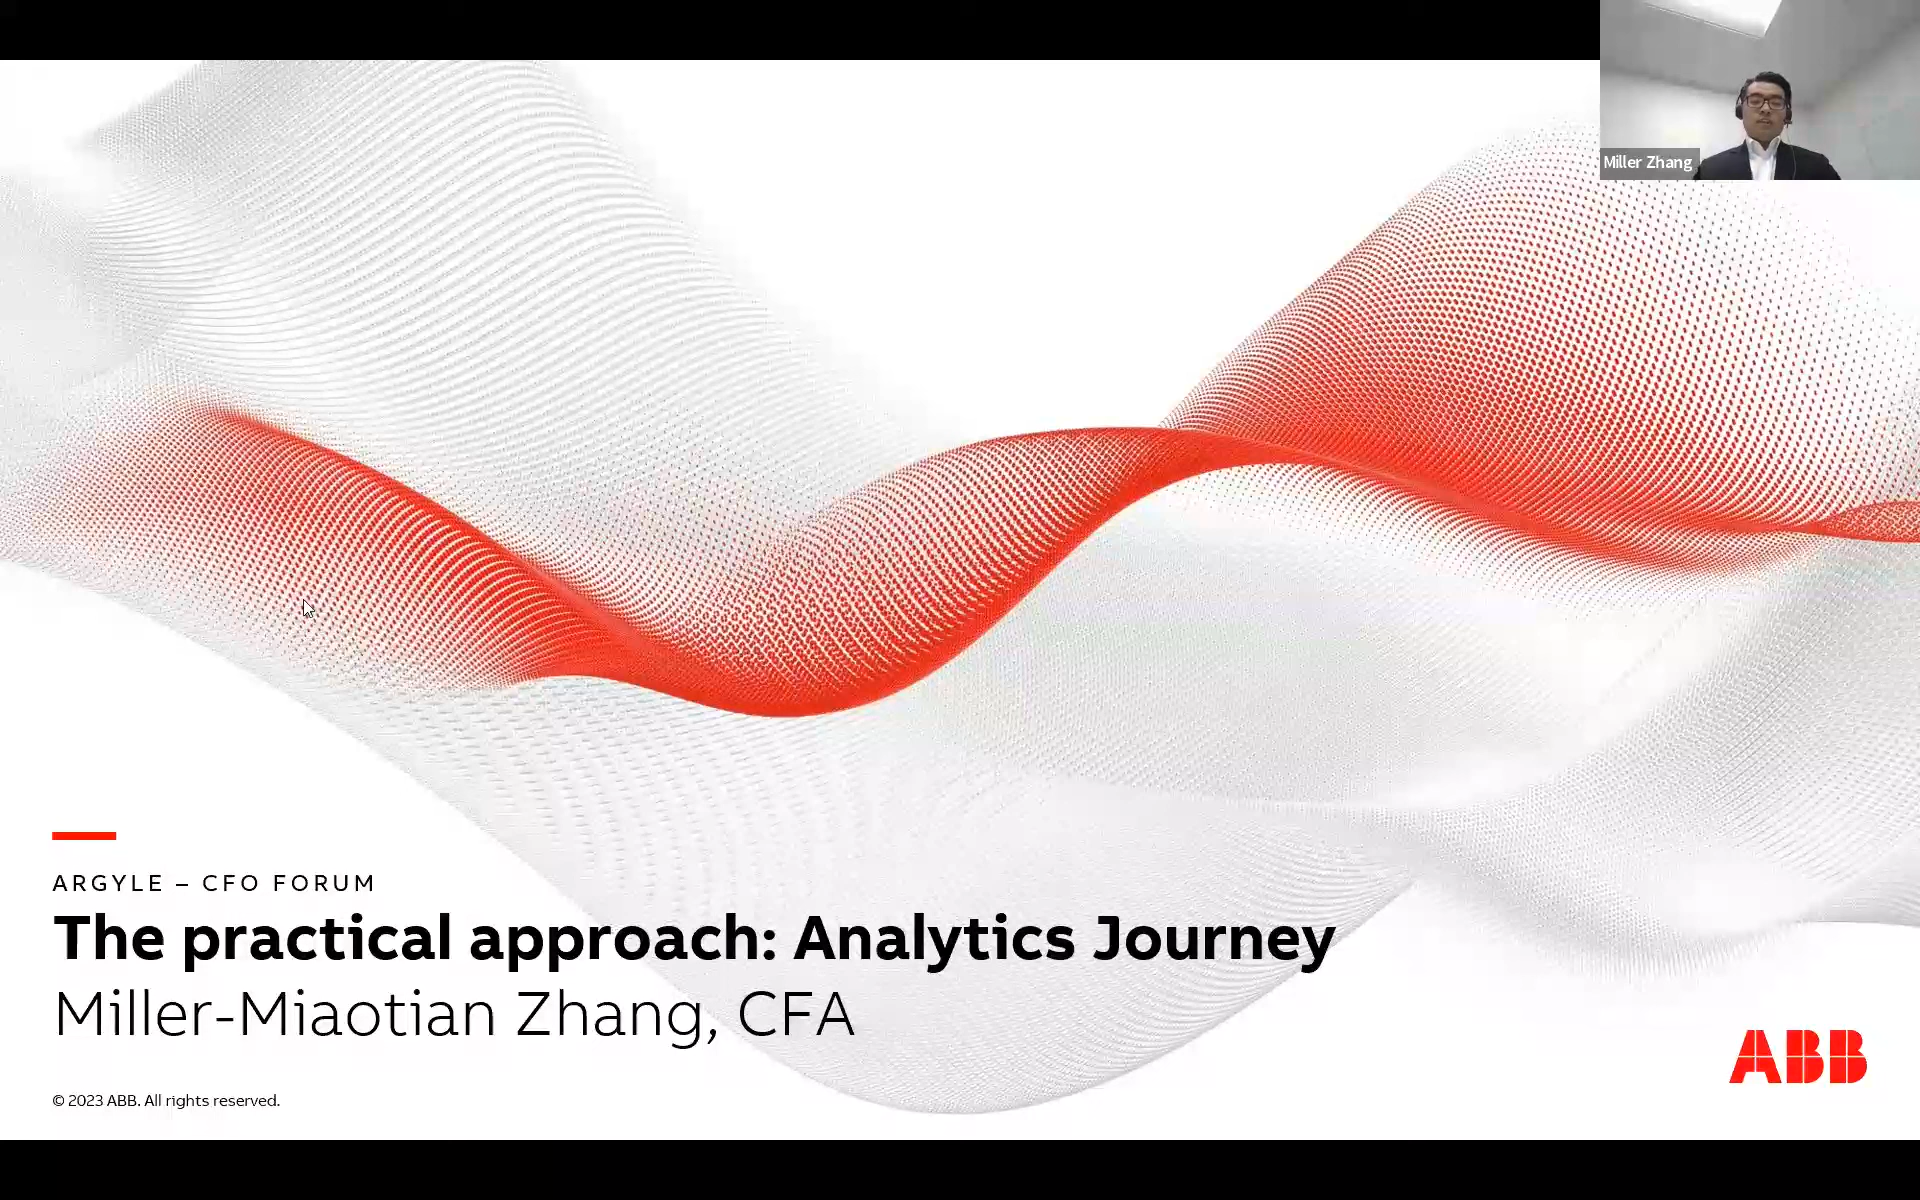 Miller Zhang
ARGYLE – CFO FORUM
The practical approach: Analytics Journey
Miller-Miaotian Zhang, CFA
ABB
© 2023 ABB. All rights reserved.